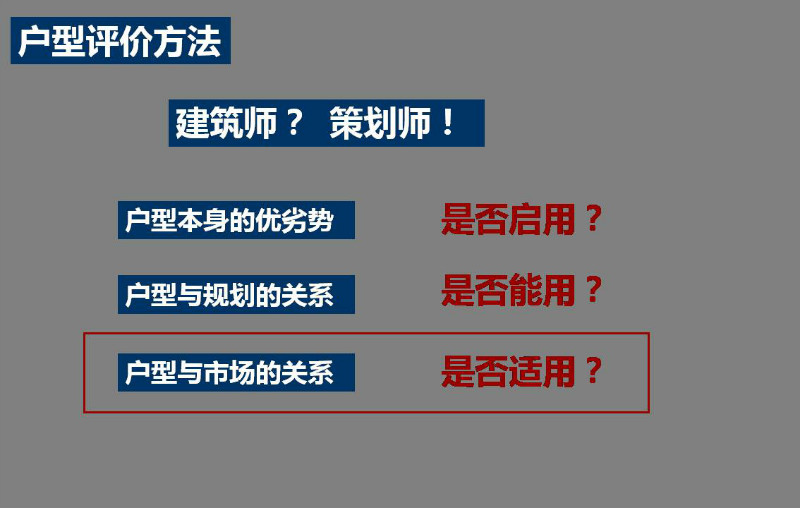 户型评价方法
建筑师？ 策划师！
户型本身的优劣势 是否启用？
户型与规划的关系 是否能用？
户型与市场的关系 是否适用？